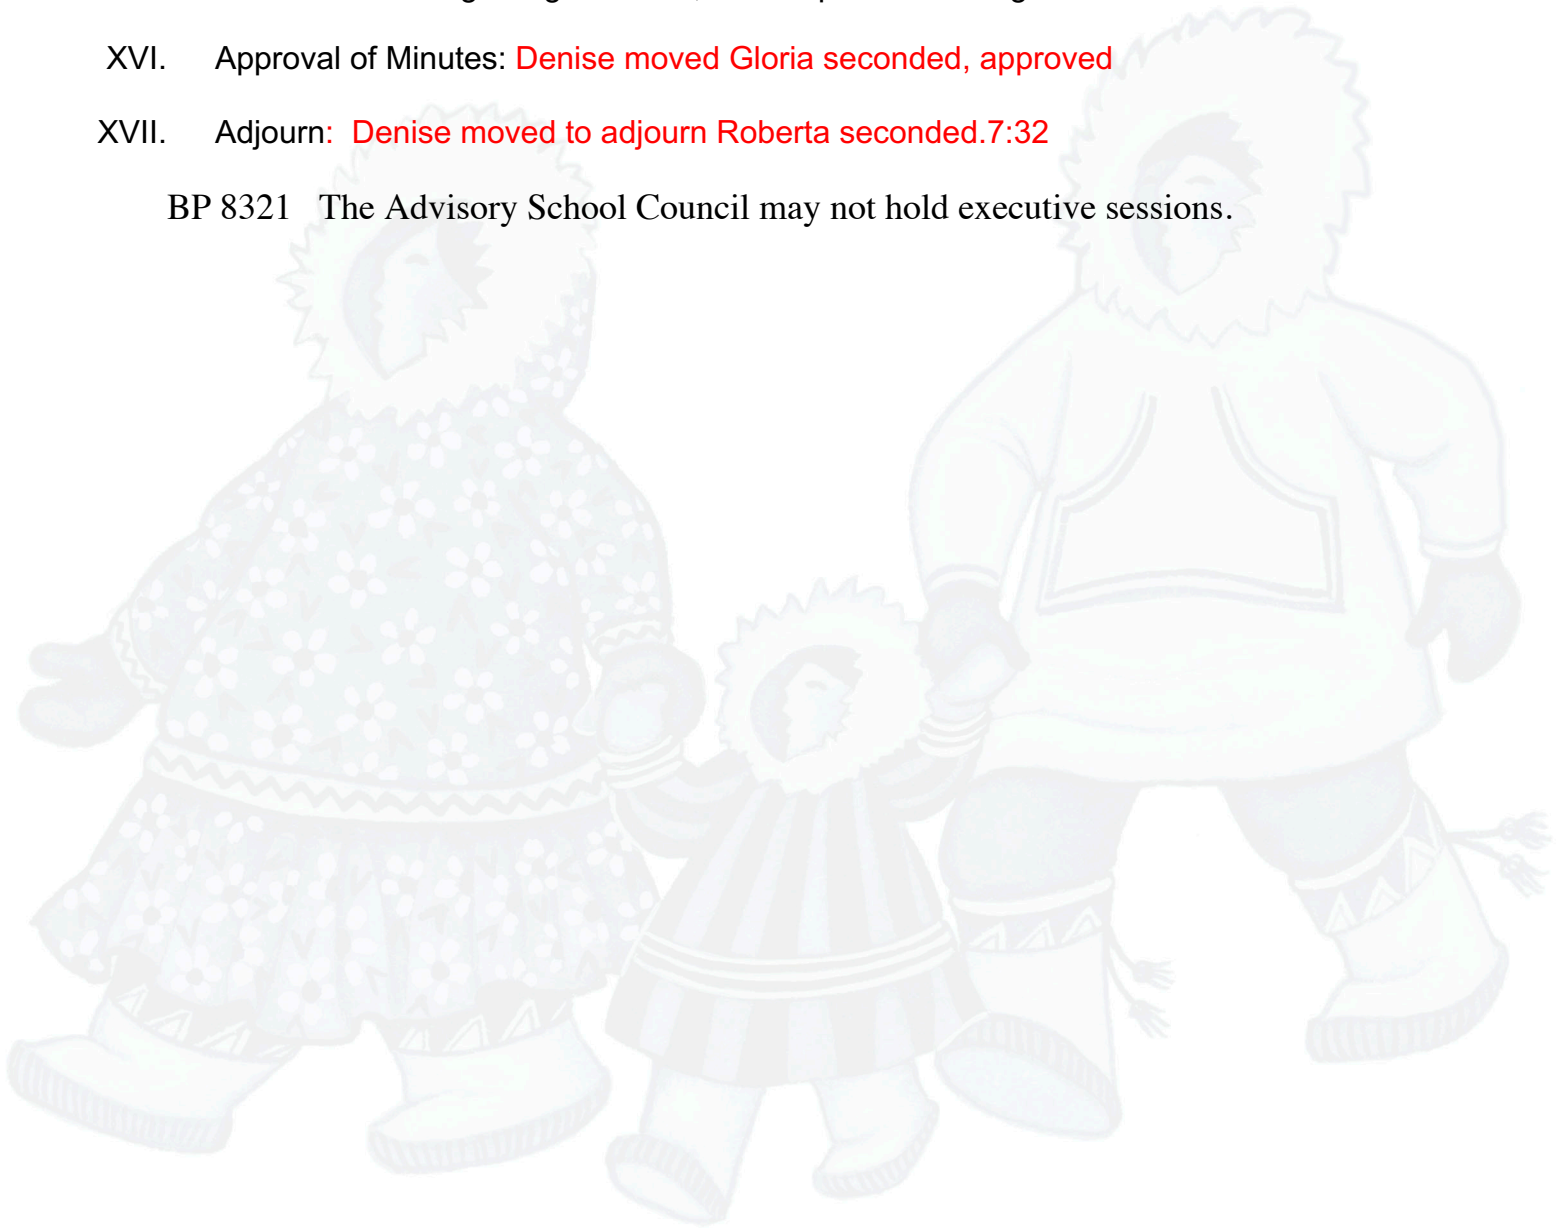 XVI. Approval of Minutes: Denise moved Gloria seconded, approved
XVII. Adjourn: Denise moved to adjourn Roberta seconded.7:32
BP 8321 The Advisory School Council may not hold executive sessions.